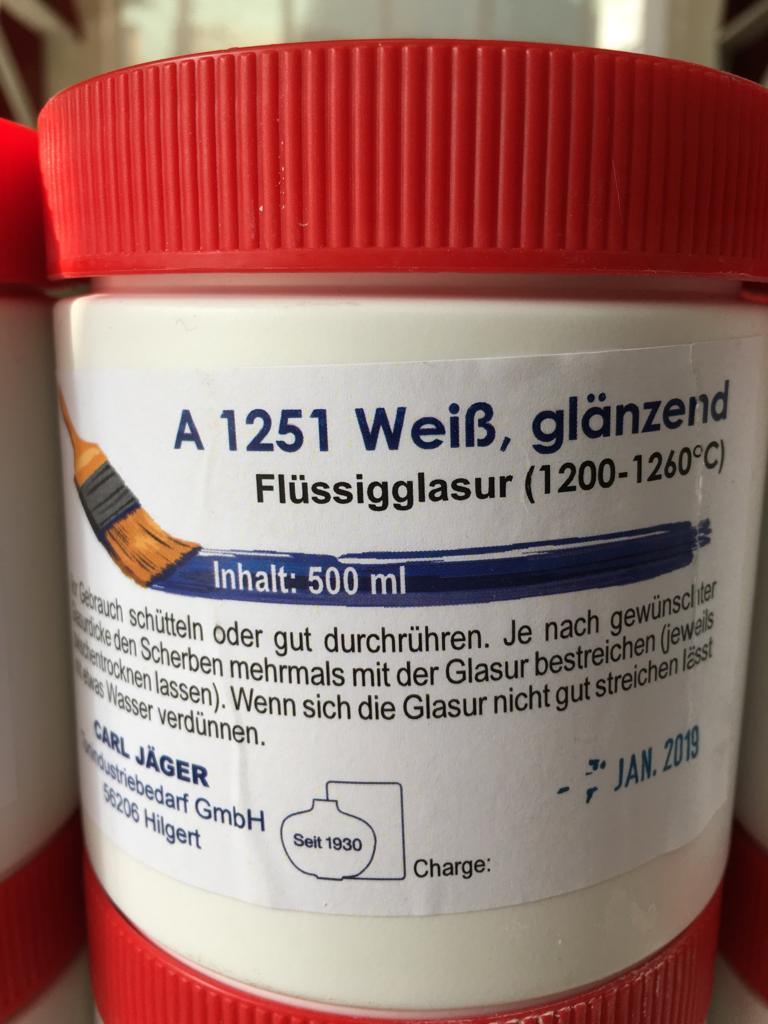 A 1251 Weiß, glänzend
Flüssigglasur (1200-1260°C)
Inhalt: 500 ml
Gebrauch schütteln oder gut durchrühren. Je nach gewünschter
den Scherben mehrmals mit der Glasur bestreichen (jeweils
lassen). Wenn sich die Glasur nicht gut streichen lässt
Wasser verdünnen.
CARL JÄGER
GmbH
56206 Hilgert
Seit 1930
Charge:
JAN. 2019